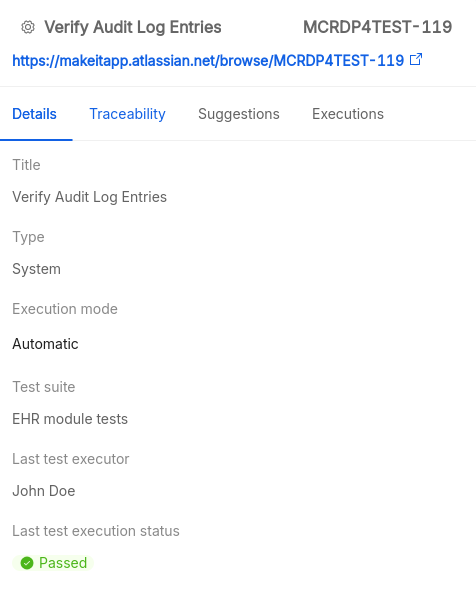 Verify Audit Log Entries MCRDP4TEST-119
https://makeitapp.atlassian.net/browse/MCRDP4TEST-119
Details Traceability Suggestions Executions
Title
Verify Audit Log Entries
Type
System
Execution mode
Automatic
Test suite
EHR module tests
Last test executor
John Doe
Last test execution status
Passed